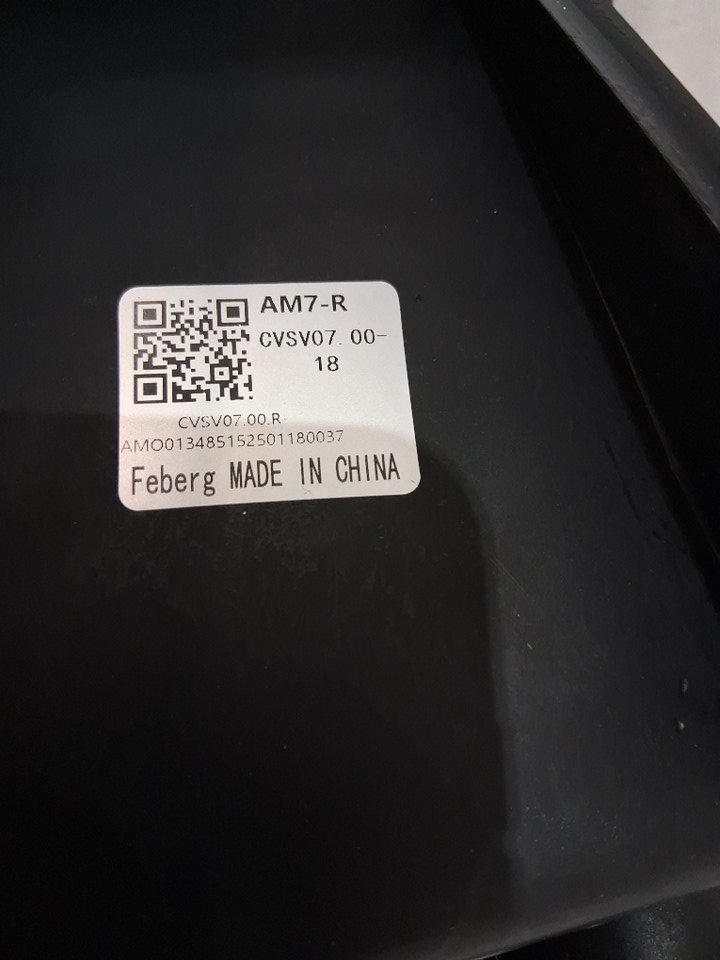 AM7-R
CVSV07.00-
18
CVSV07.00.R
AMO013485152501180037
Feberg MADE IN CHINA